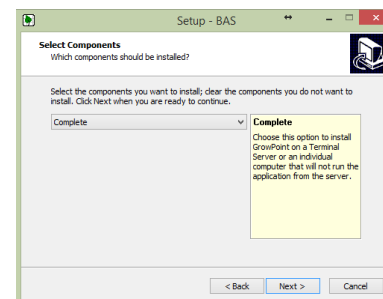 Setup - BAS
Select Components
Which components should be installed?
Select the components you want to install; clear the components you do not want to
install. Click Next when you are ready to continue.
Complete
Complete
Choose this option to install
GrowPoint on a Terminal
Server or an individual
computer that will not run the
application from the server.
< Back
Next >
Cancel